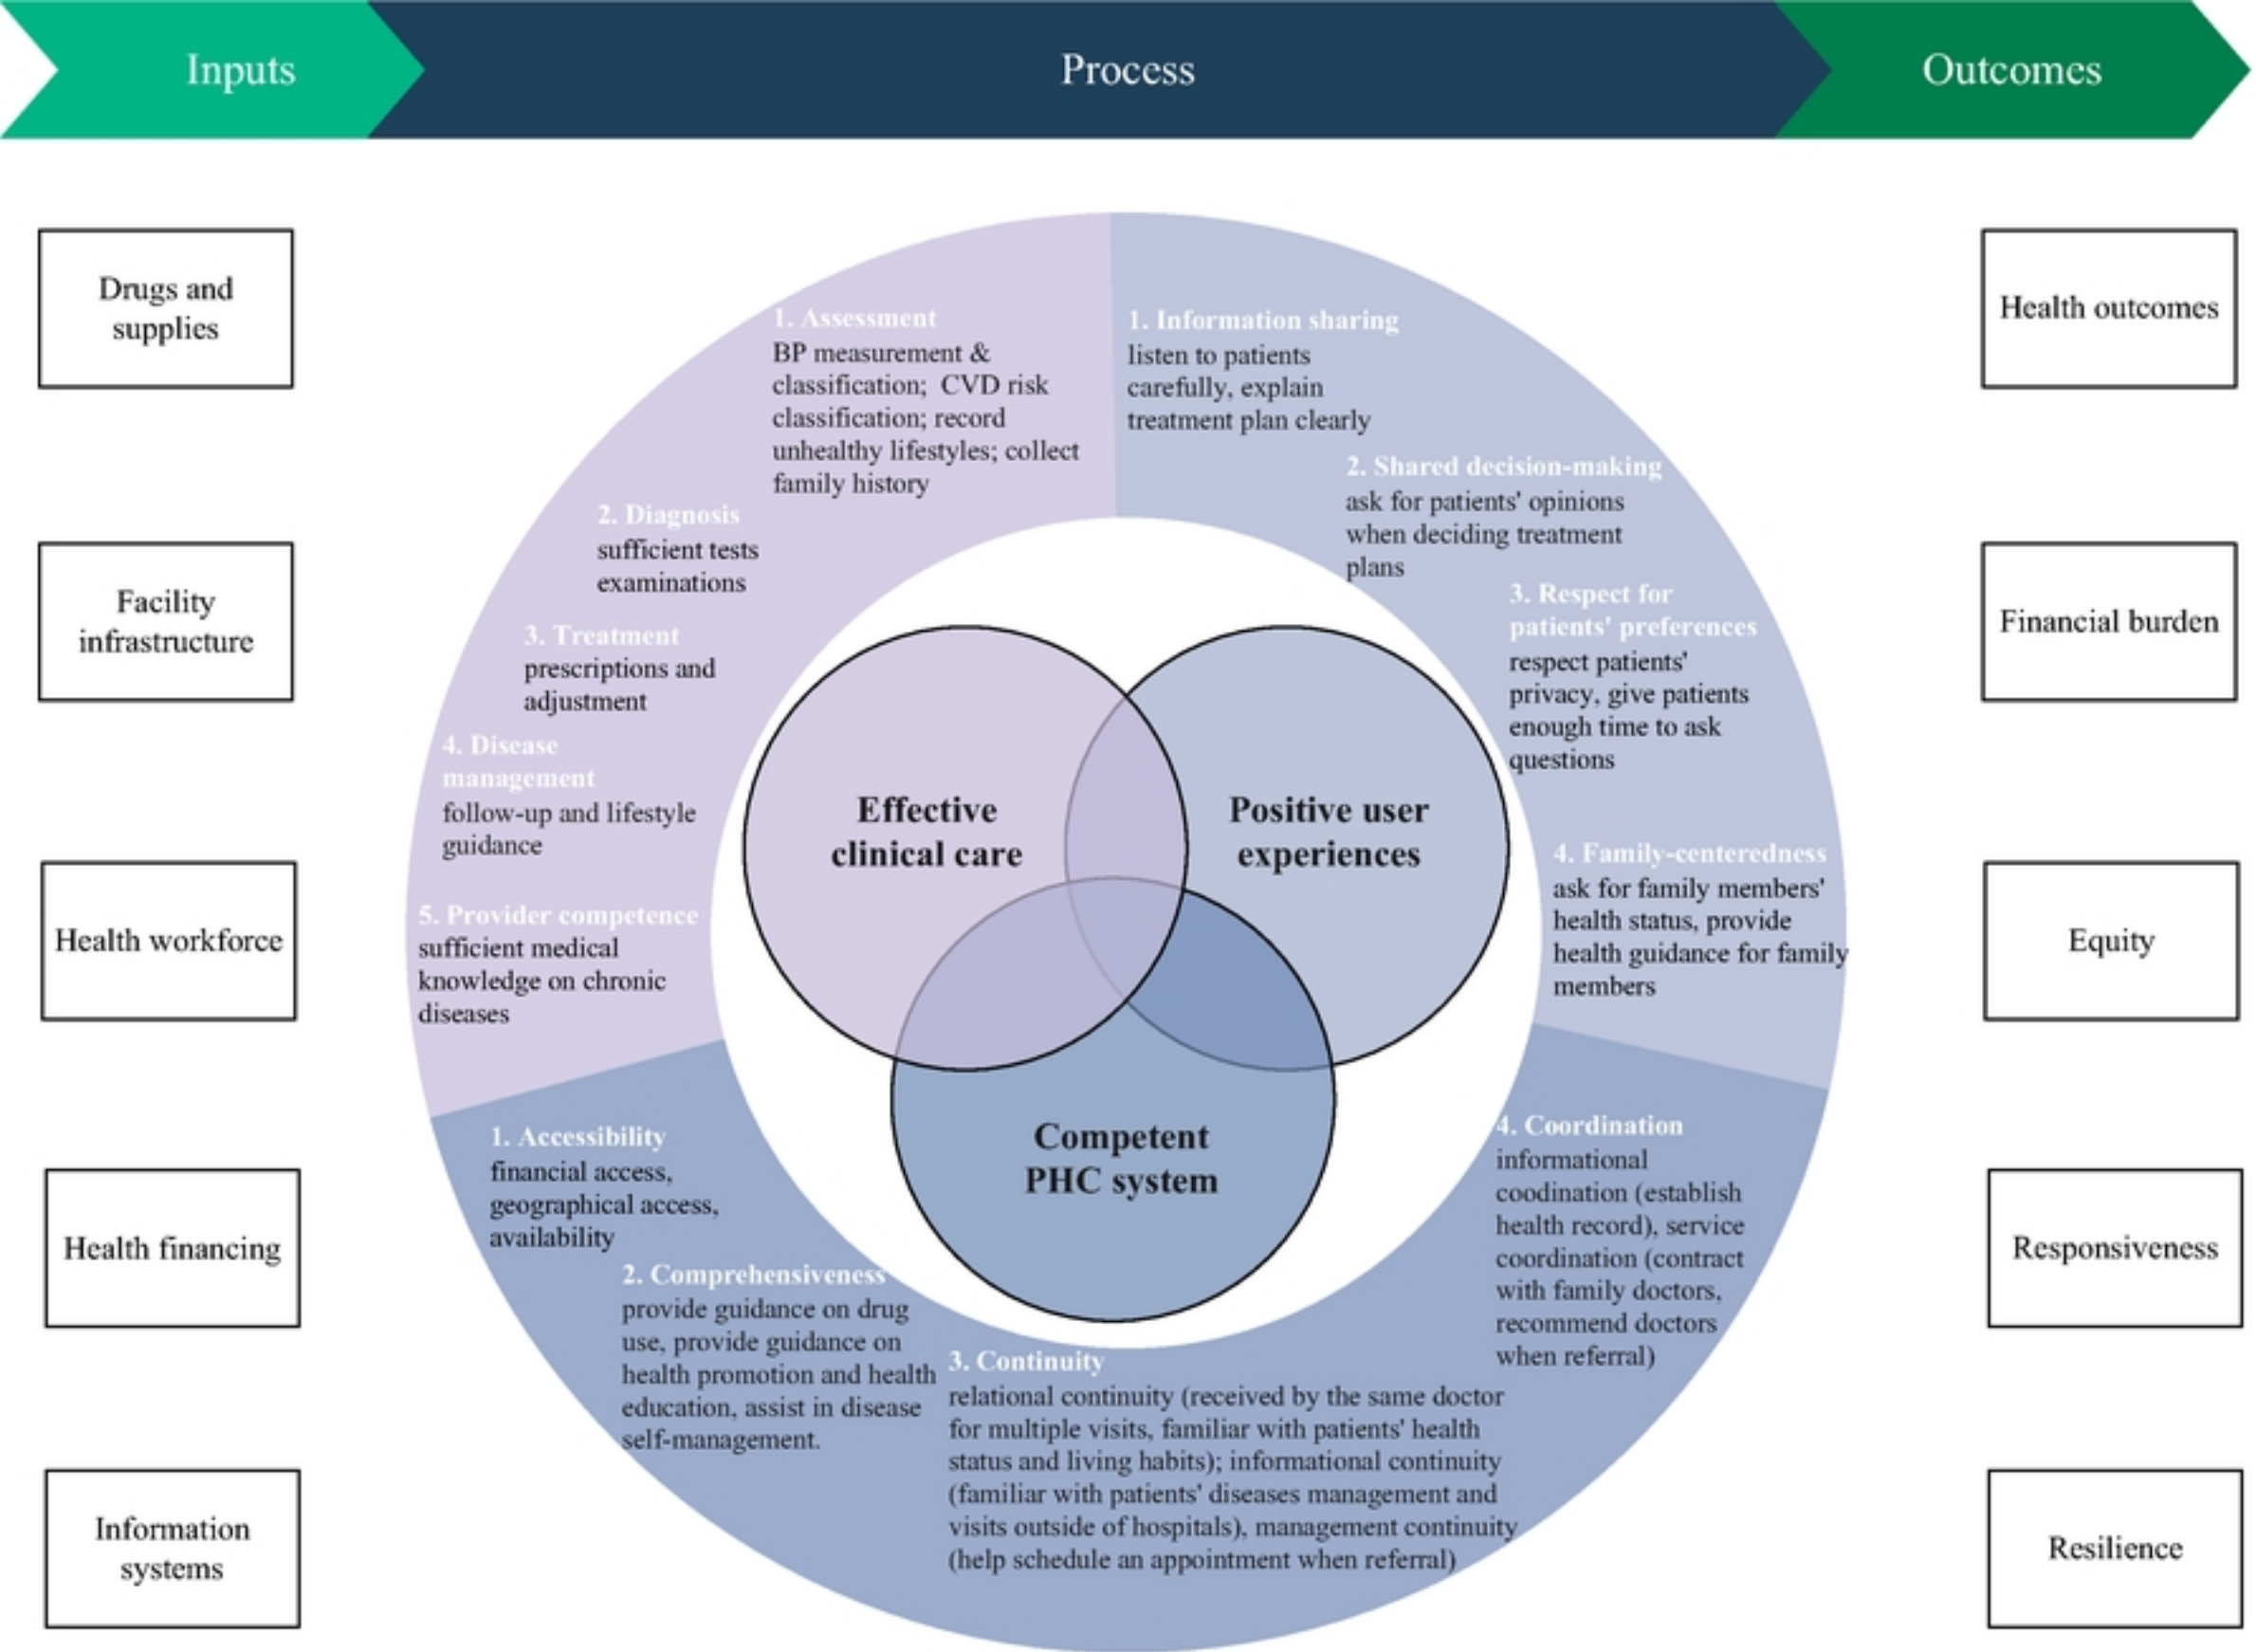 Inputs
Process
Outcomes
Drugs and
supplies
Facility
infrastructure
Health workforce
Health financing
Information
systems
1. Assessment
BP measurement &
classification; CVD risk
classification; record
unhealthy lifestyles; collect
family history
2. Diagnosis
sufficient tests
examinations
3. Treatment
prescriptions and
adjustment
4. Disease
management
follow-up and lifestyle
guidance
5. Provider competence
sufficient medical
knowledge on chronic
diseases
1. Information sharing
listen to patients
carefully, explain
treatment plan clearly
2. Shared decision-making
ask for patients' opinions
when deciding treatment
plans
3. Respect for
patients' preferences
respect patients'
privacy, give patients
enough time to ask
questions
4. Family-centeredness
ask for family members'
health status, provide
health guidance for family
members
Effective
clinical care
Positive user
experiences
Competent
PHC system
1. Accessibility
financial access,
geographical access,
availability
2. Comprehensiveness
provide guidance on drug
use, provide guidance on
health promotion and health
education, assist in disease
self-management.
3. Continuity
relational continuity (received by the same doctor
for multiple visits, familiar with patients' health
status and living habits); informational continuity
(familiar with patients' diseases management and
visits outside of hospitals), management continuity
(help schedule an appointment when referral)
4. Coordination
informational
coodination (establish
health record), service
coordination (contract
with family doctors,
recommend doctors
when referral)
Health outcomes
Financial burden
Equity
Responsiveness
Resilience